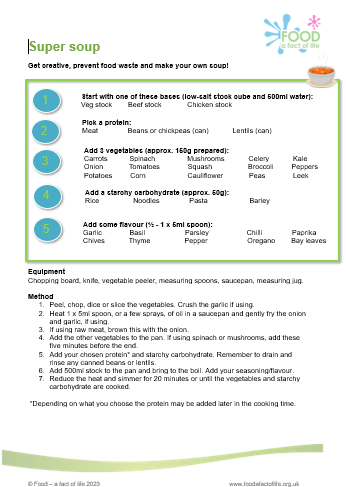 FOOD
a fact of life
Super soup
Get creative, prevent food waste and make your own soup!
1
Start with one of these bases (low-salt stock cube and 500ml water):
Veg stock Beef stock Chicken stock
2
Pick a protein:
Meat Beans or chickpeas (can) Lentils (can)
3
Add 3 vegetables (approx. 150g prepared):
Carrots Spinach Mushrooms Celery Kale
Onion Tomatoes Squash Broccoli Peppers
Potatoes Corn Cauliflower Peas Leek
4
Add a starchy carbohydrate (approx. 50g):
Rice Noodles Pasta Barley
5
Add some flavour (½ - 1 x 5ml spoon):
Garlic Basil Parsley Chilli Paprika
Chives Thyme Pepper Oregano Bay leaves
Equipment
Chopping board, knife, vegetable peeler, measuring spoons, saucepan, measuring jug.
Method
1. Peel, chop, dice or slice the vegetables. Crush the garlic if using.
2. Heat 1 x 5ml spoon, or a few sprays, of oil in a saucepan and gently fry the onion
and garlic, if using.
3. If using raw meat, brown this with the onion.
4. Add the other vegetables to the pan. If using spinach or mushrooms, add these
five minutes before the end.
5. Add your chosen protein* and starchy carbohydrate. Remember to drain and
rinse any canned beans or lentils.
6. Add 500ml stock to the pan and bring to the boil. Add your seasoning/flavour.
7. Reduce the heat and simmer for 20 minutes or until the vegetables and starchy
carbohydrate are cooked.
*Depending on what you choose the protein may be added later in the cooking time.
© Food – a fact of life 2023 www.foodafactoflife.org.uk